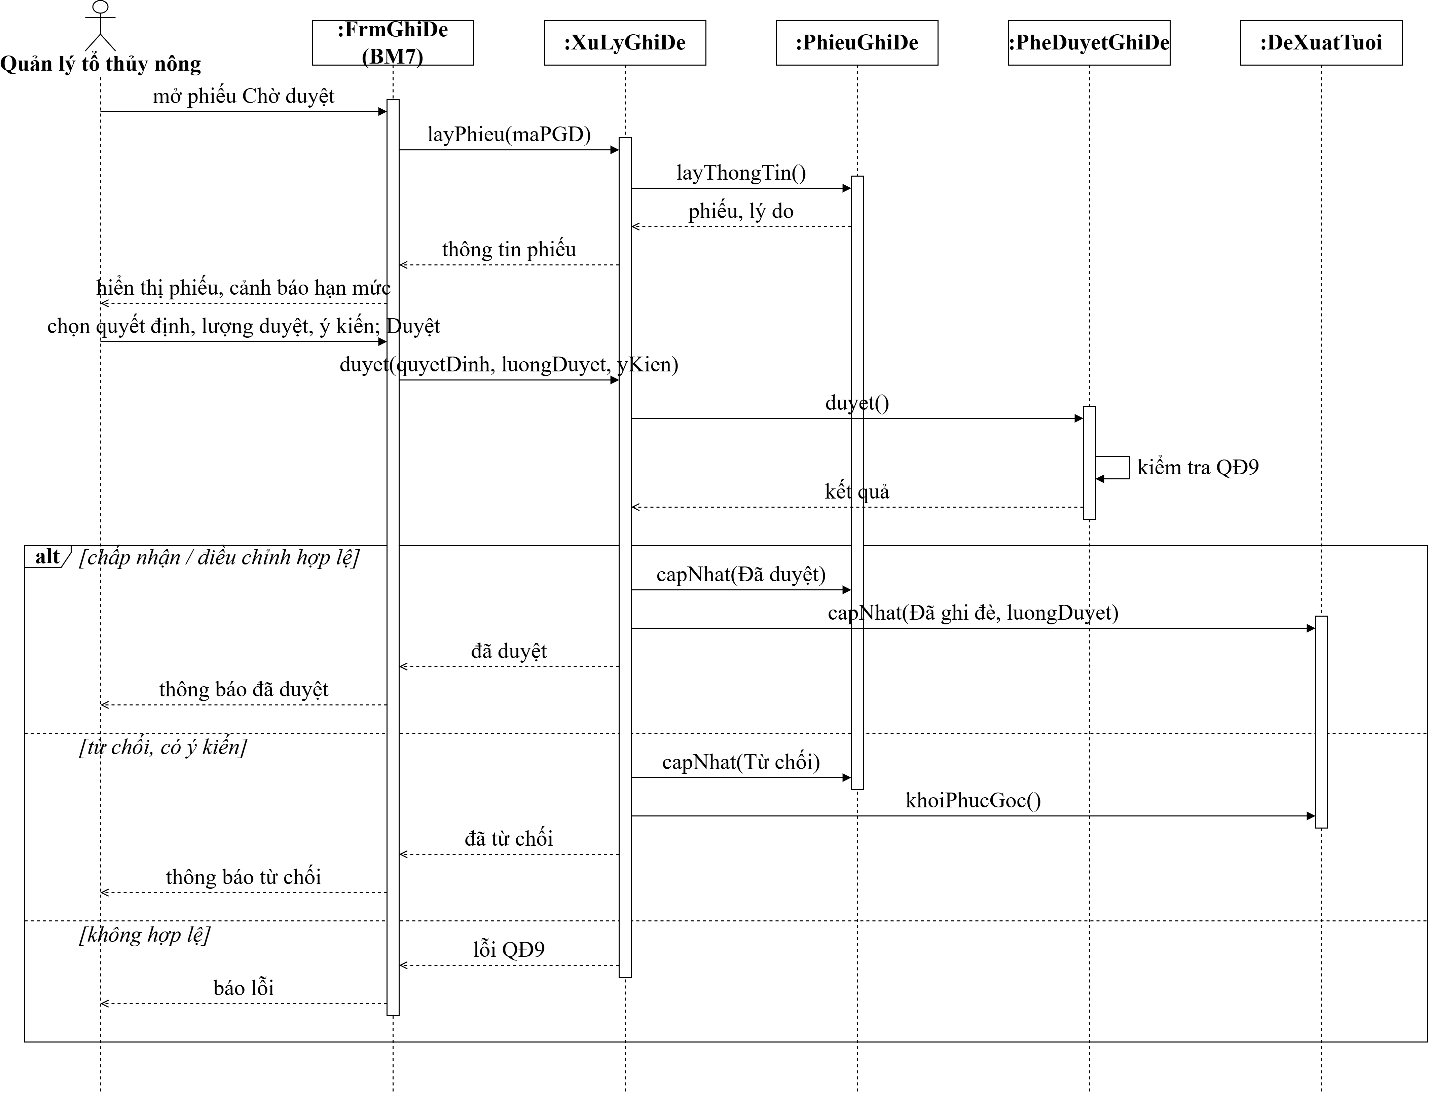 :FrmGhiDe
(BM7)
:XuLyGhiDe
:PhieuGhiDe
:PheDuyetGhiDe
:DeXuatTuoi
Quản lý tổ thủy nông
mở phiếu Chờ duyệt
layPhieu(maPGD)
layThongTin()
phiếu, lý do
thông tin phiếu
hiển thị phiếu, cảnh báo hạn mức
chọn quyết định, lượng duyệt, ý kiến; Duyệt
duyet(quyetDinh, luongDuyet, yKien)
duyet()
kiểm tra QĐ9
kết quả
alt
[chấp nhận / điều chỉnh hợp lệ]
capNhat(Đã duyệt)
capNhat(Đã ghi đè, luongDuyet)
đã duyệt
thông báo đã duyệt
[từ chối, có ý kiến]
capNhat(Từ chối)
khoiPhucGoc()
đã từ chối
thông báo từ chối
[không hợp lệ]
lỗi QĐ9
báo lỗi